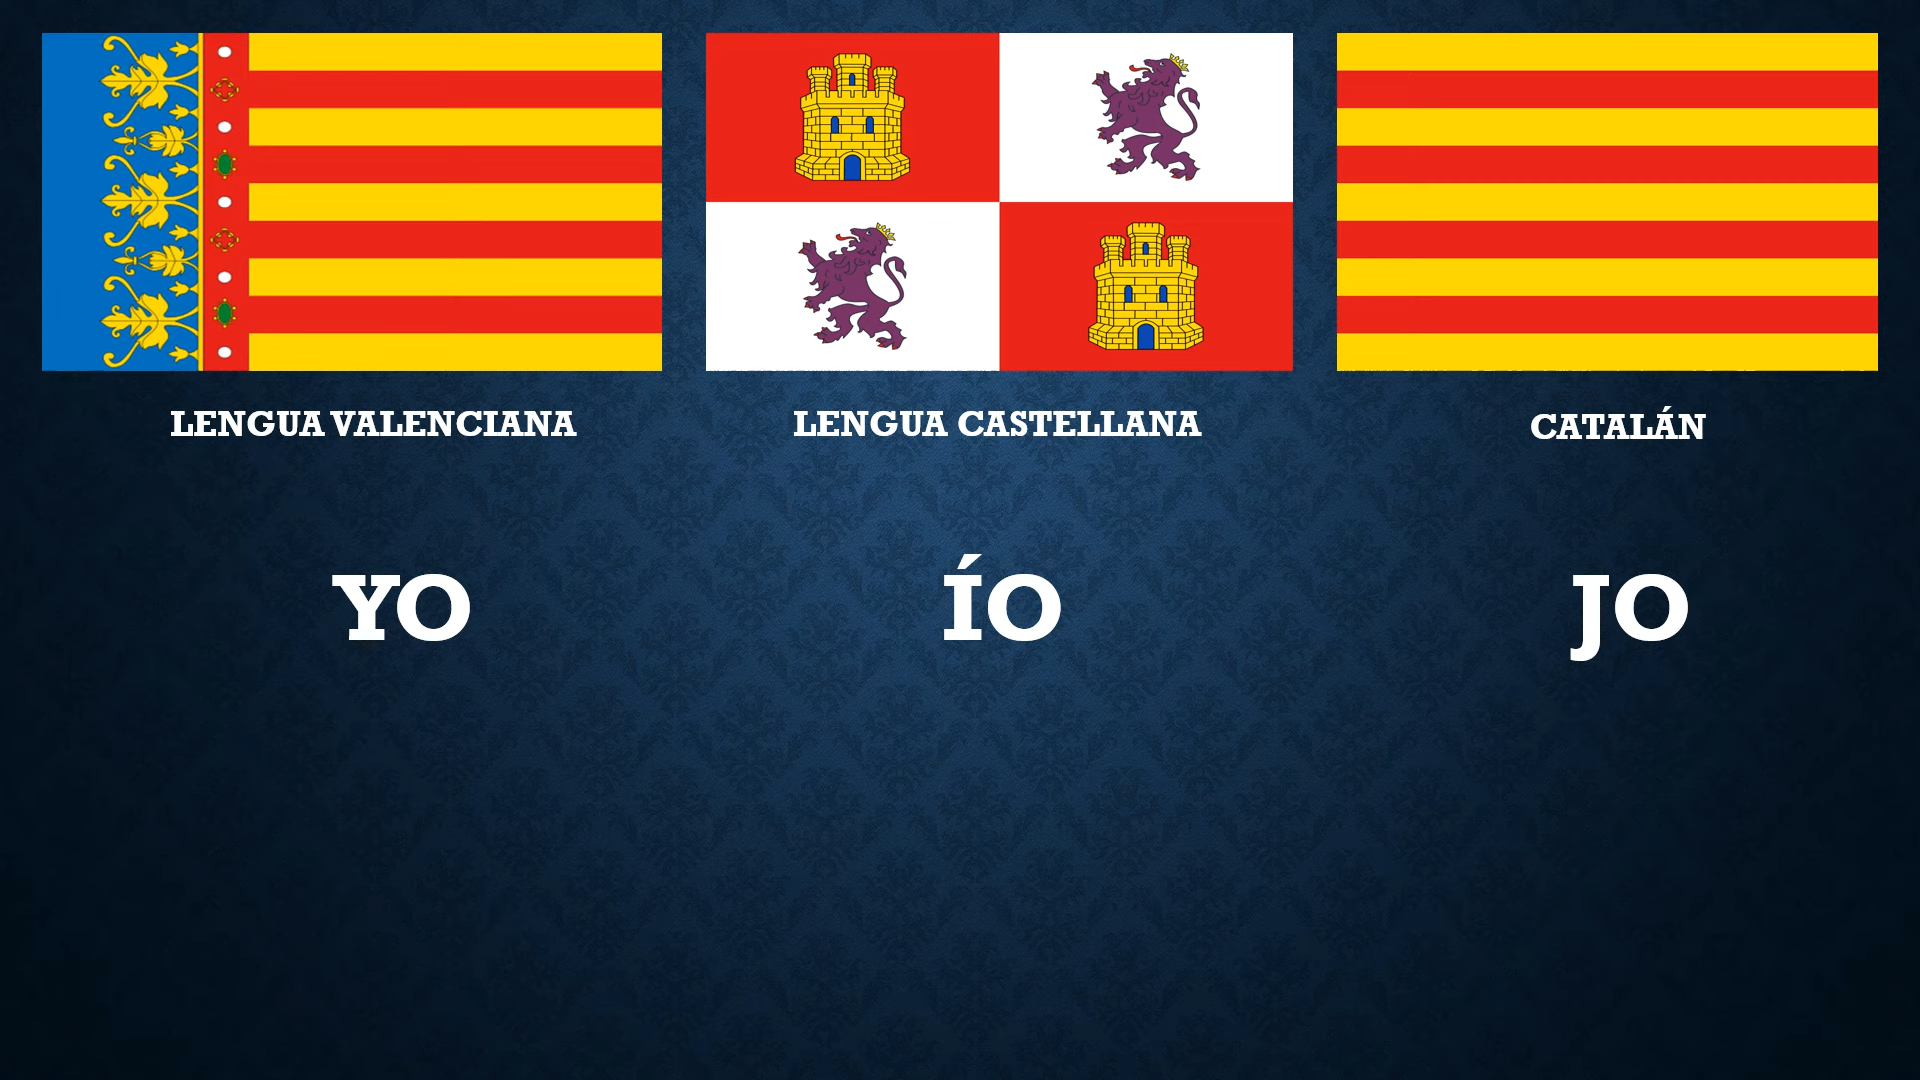 LENGUA VALENCIANA
LENGUA CASTELLANA
CATALÁN
YO
ÍO
JO